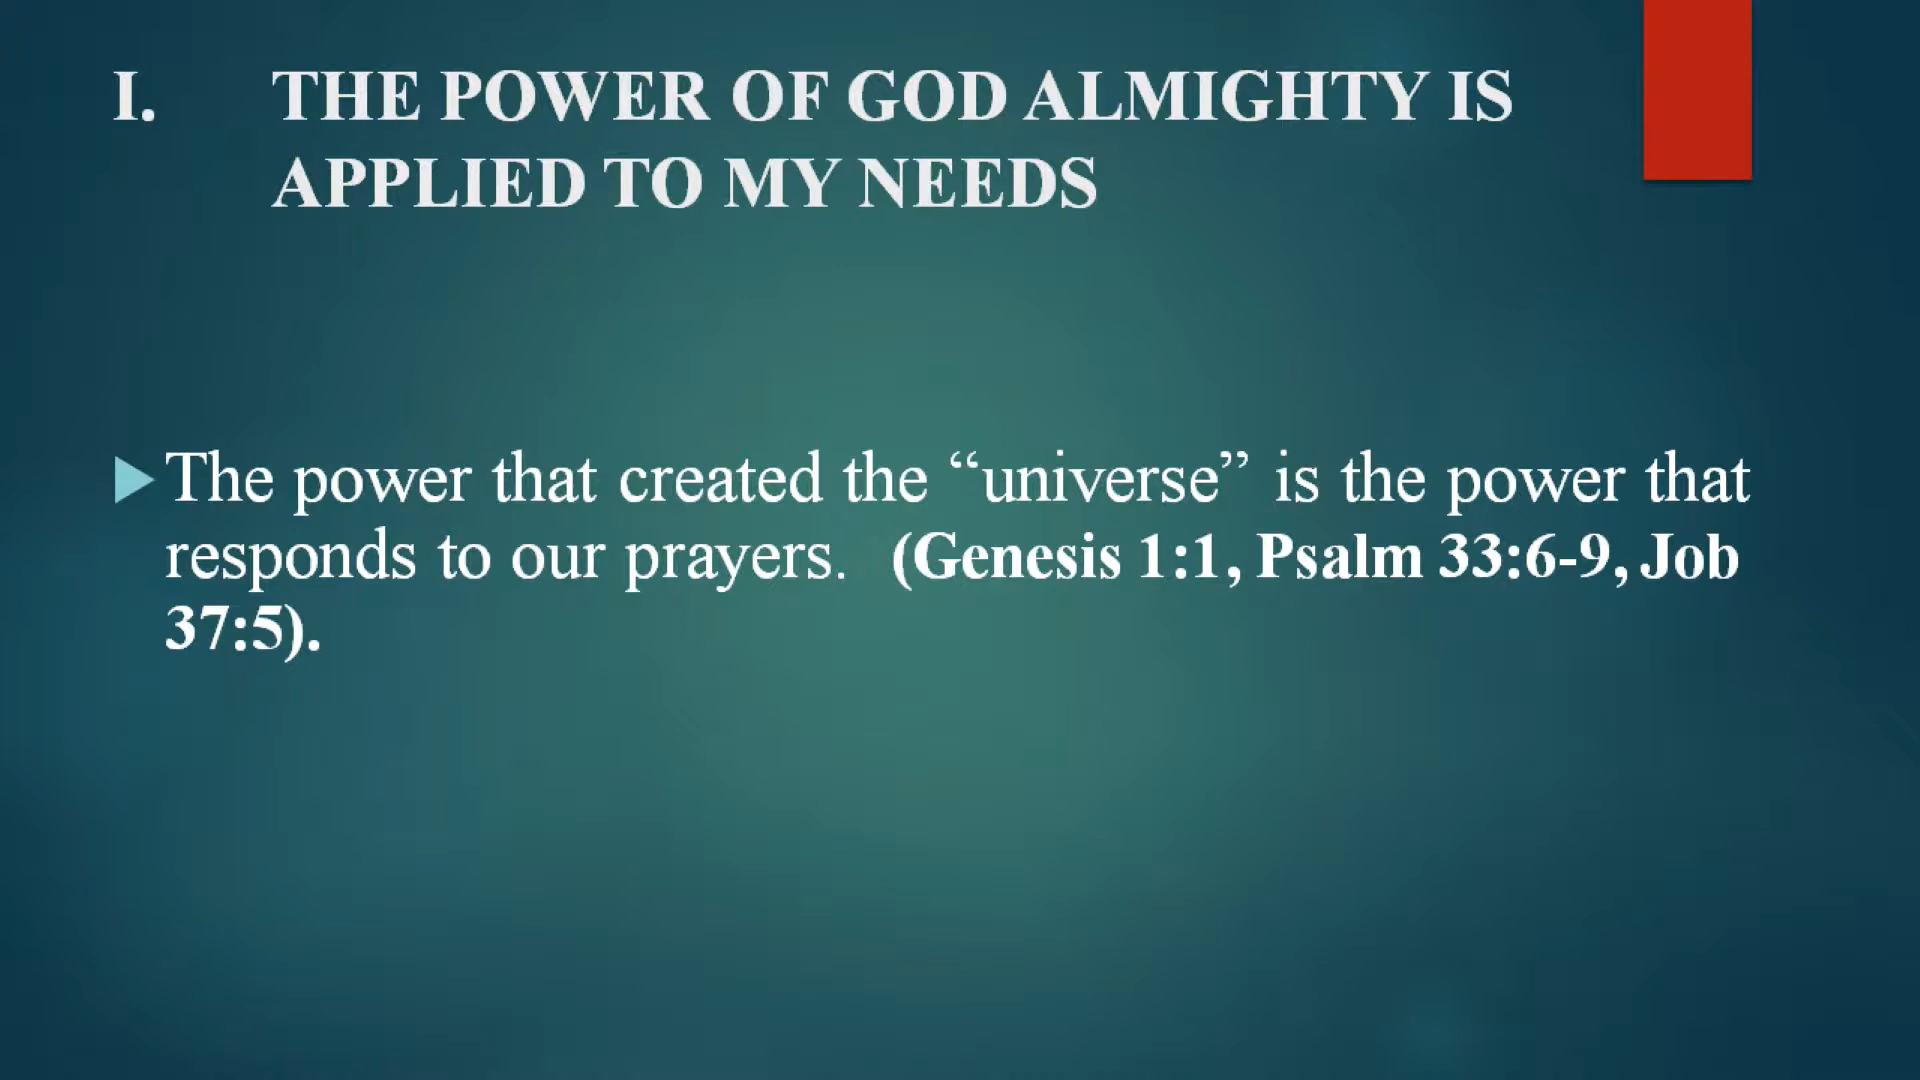 I. THE POWER OF GOD ALMIGHTY IS
APPLIED TO MY NEEDS
The power that created the “universe” is the power that
responds to our prayers. (Genesis 1:1, Psalm 33:6-9, Job
37:5).